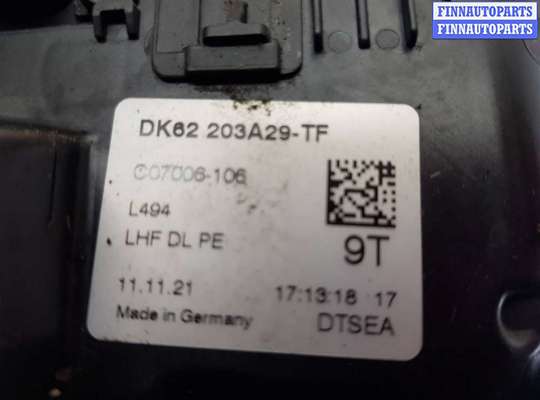 FINNAUTOPARTS
FINNAUTOPARTS
DK62 203A29-TF
C07006-106
L494
LHF DL PE
9T
11.11.21 17:13:18 17
Made in Germany DTSEA